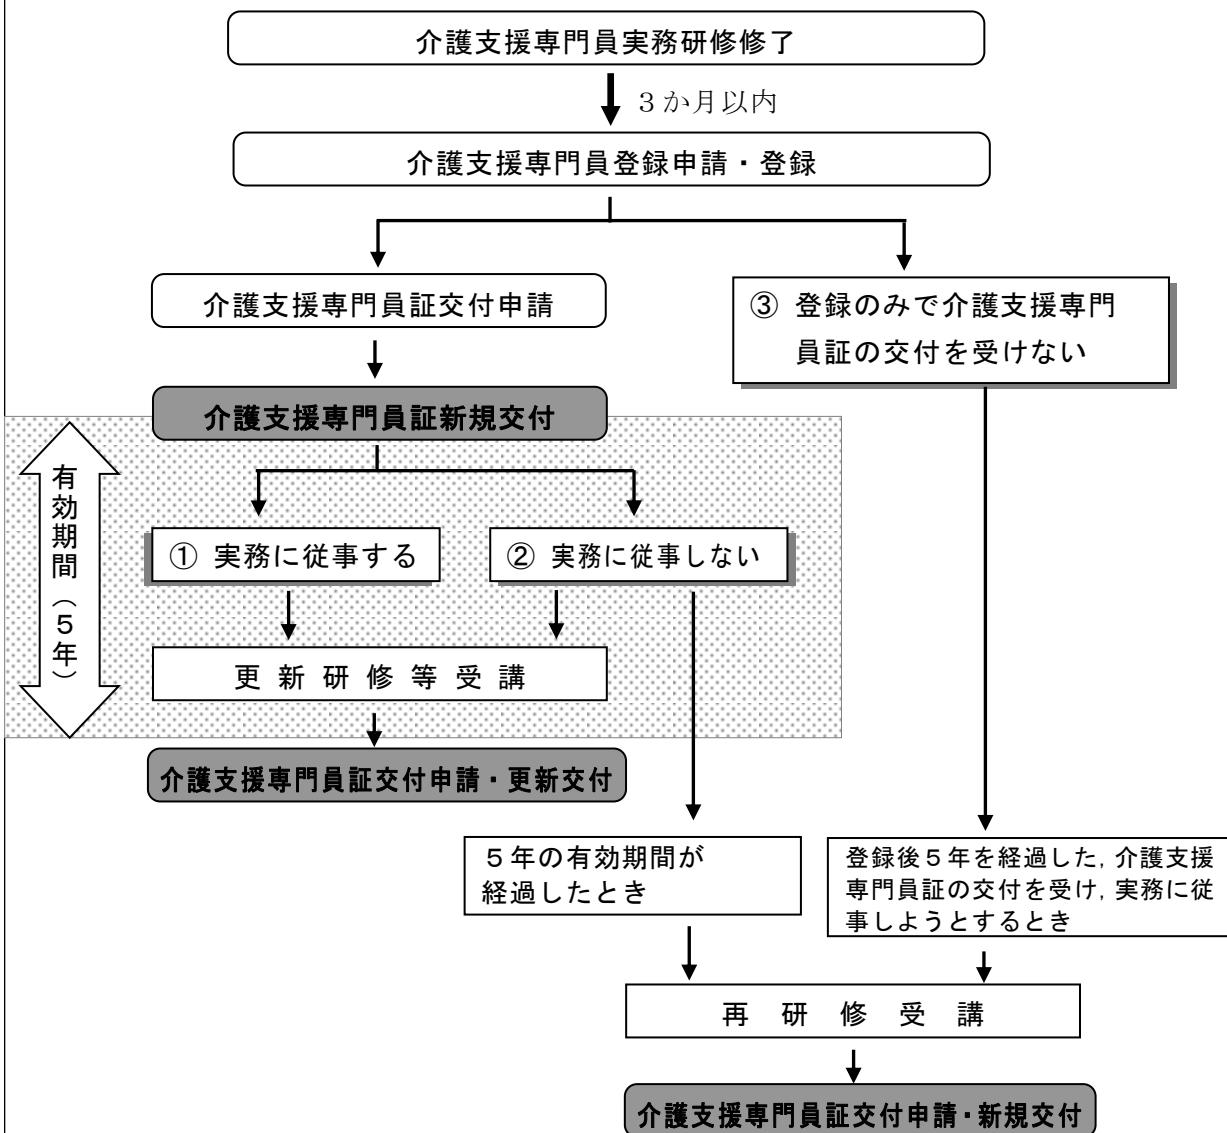 介護支援専門員実務研修修了
３か月以内
介護支援専門員登録申請・登録
介護支援専門員証交付申請
③ 登録のみで介護支援専門
員証の交付を受けない
介護支援専門員証新規交付
有効期間（５年）
① 実務に従事する
② 実務に従事しない
更新研修等受講
介護支援専門員証交付申請・更新交付
５年の有効期間が
経過したとき
登録後５年を経過した，介護支援
専門員証の交付を受け，実務に従
事しようとするとき
再研修受講
介護支援専門員証交付申請・新規交付